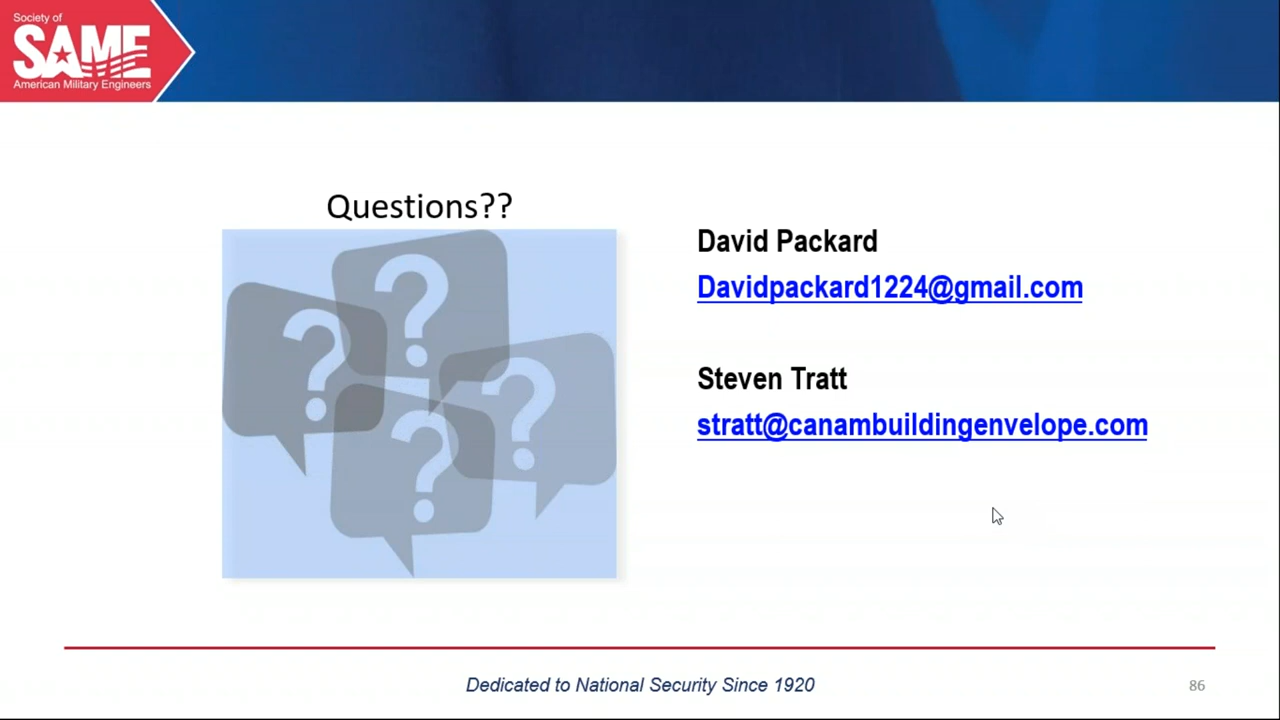 Society of
SAME
American Military Engineers
Questions??
David Packard
Davidpackard1224@gmail.com
Steven Tratt
stratt@canambuildingenvelope.com
Dedicated to National Security Since 1920
86